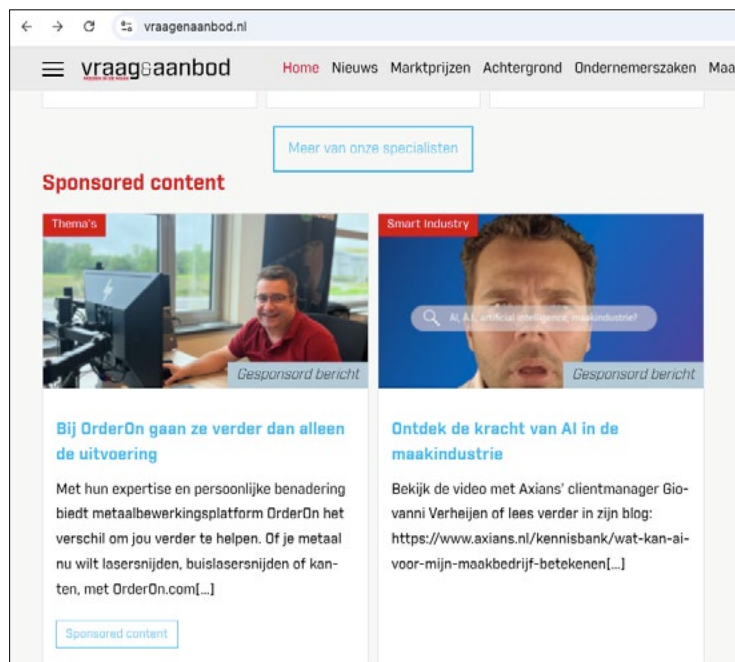 vraagenaanbod.nl
vraag&aanbod
Home Nieuws Marktprijzen Achtergrond Ondernemerszaken Maa
Meer van onze specialisten
Sponsored content
Thema's
Gesponsord bericht
Bij OrderOn gaan ze verder dan alleen
de uitvoering
Met hun expertise en persoonlijke benadering
biedt metaalbewerkingsplatform OrderOn het
verschil om jou verder te helpen. Of je metaal
nu wilt lasersnijden, buislasersnijden of kan-
ten, met OrderOn.com[...]
Sponsored content
Smart Industry
AI, A.I., artificial intelligence, maakindustrie?
Gesponsord bericht
Ontdek de kracht van AI in de
maakindustrie
Bekijk de video met Axians' clientmanager Gio-
vanni Verheijen of lees verder in zijn blog:
https://www.axians.nl/kennisbank/wat-kan-ai-
voor-mijn-maakbedrijf-betekenen[...]